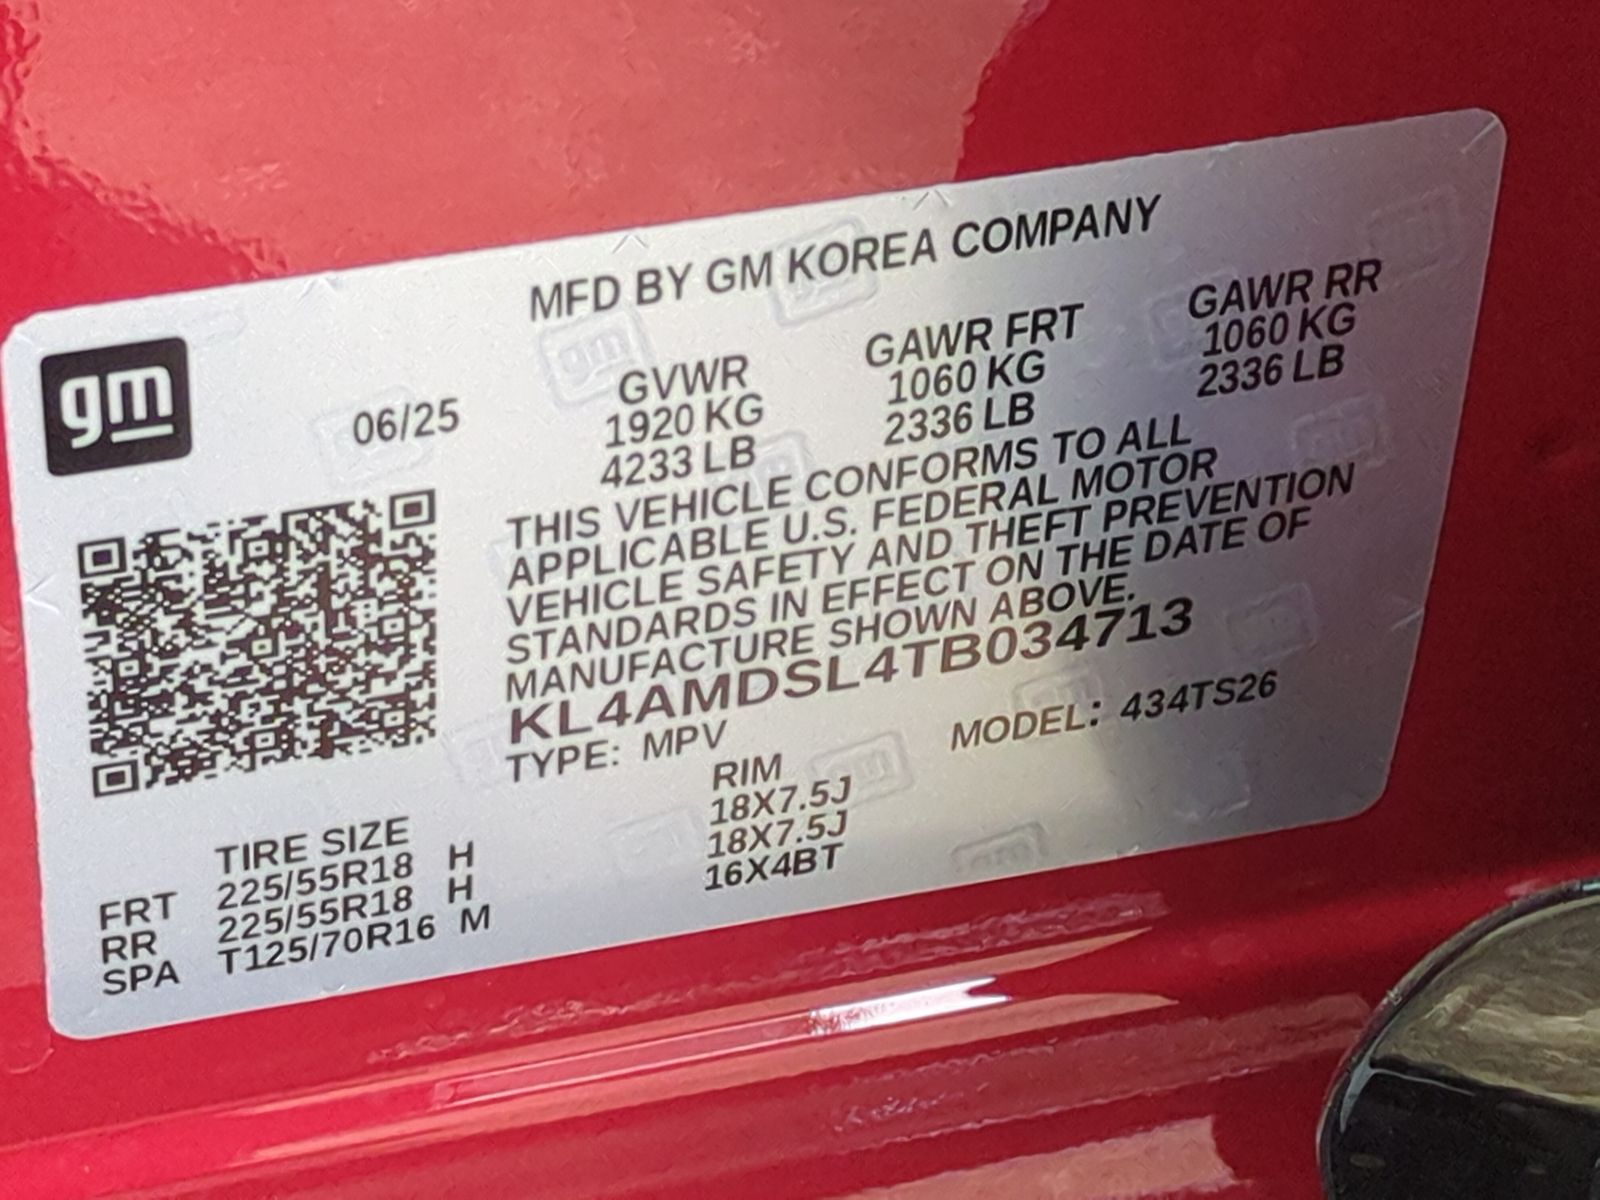 MFD BY GM KOREA COMPANY
gm
06/25
GVWR
1920 KG
4233 LB
GAWR FRT
1060 KG
2336 LB
GAWR RR
1060 KG
2336 LB
THIS VEHICLE CONFORMS TO ALL
APPLICABLE U.S. FEDERAL MOTOR
VEHICLE SAFETY AND THEFT PREVENTION
STANDARDS IN EFFECT ON THE DATE OF
MANUFACTURE SHOWN ABOVE.
KL4AMDSL4TB034713
TYPE: MPV
MODEL: 434TS26
TIRE SIZE
RIM
FRT 225/55R18 H 18X7.5J
RR 225/55R18 H 18X7.5J
SPA T125/70R16 M 16X4BT